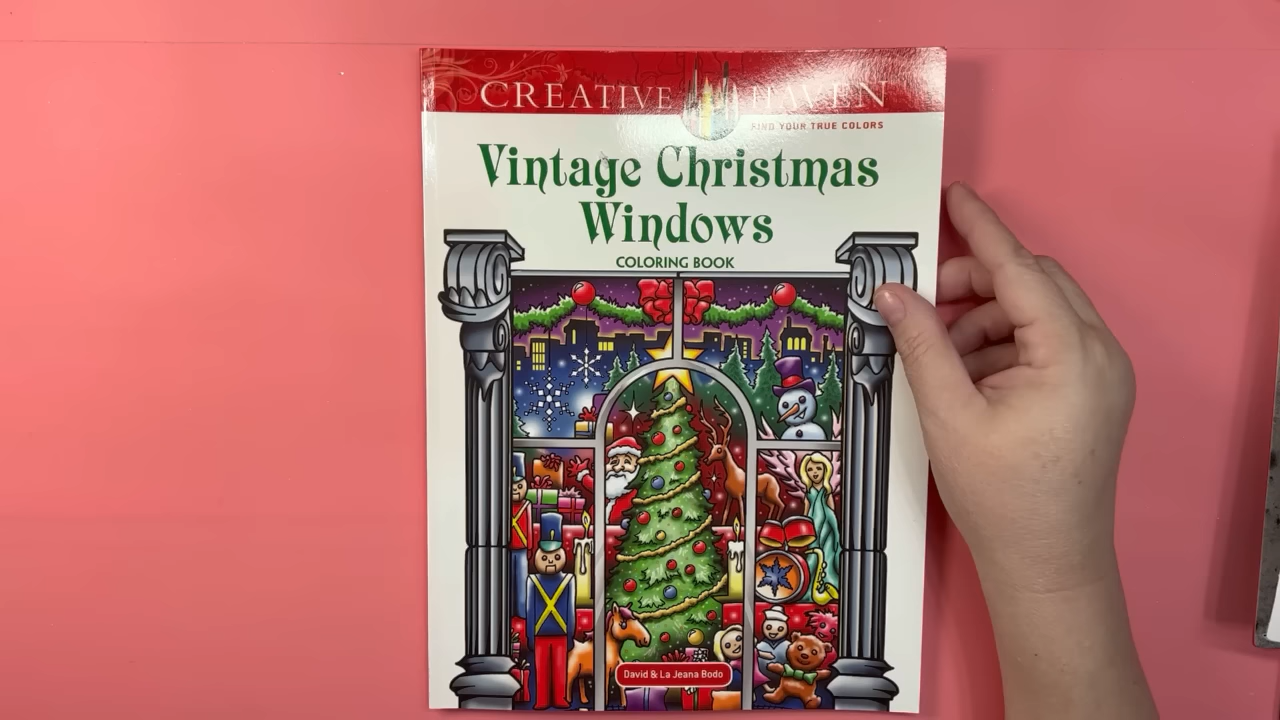 CREATIVE HAVEN
FIND YOUR TRUE COLORS
Vintage Christmas
Windows
COLORING BOOK
David & La Jeana Bodo